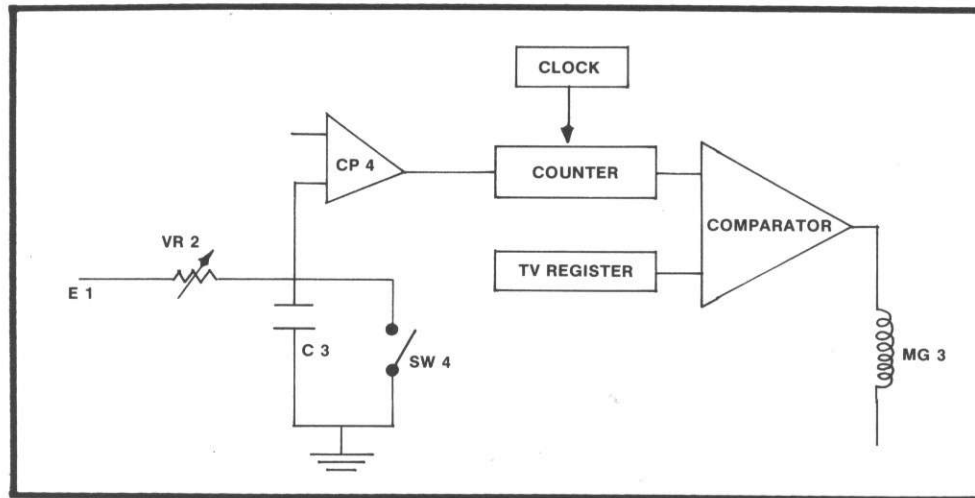 CLOCK
CP 4
COUNTER
VR 2
COMPARATOR
E 1
TV REGISTER
C 3
SW 4
MG 3